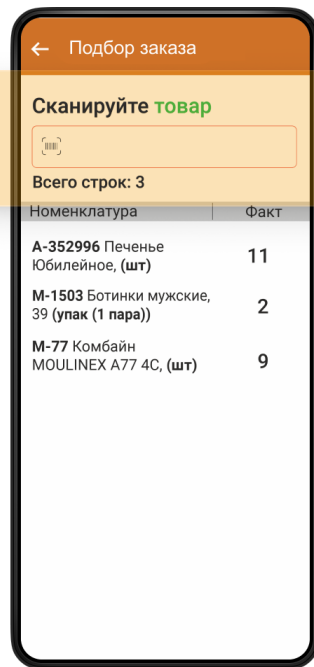 Подбор заказа
Сканируйте товар
Всего строк: 3
Номенклатура Факт
А-352996 Печенье
Юбилейное, (шт) 11
М-1503 Ботинки мужские,
39 (упак (1 пара)) 2
М-77 Комбайн
MOULINEX A77 4C, (шт) 9